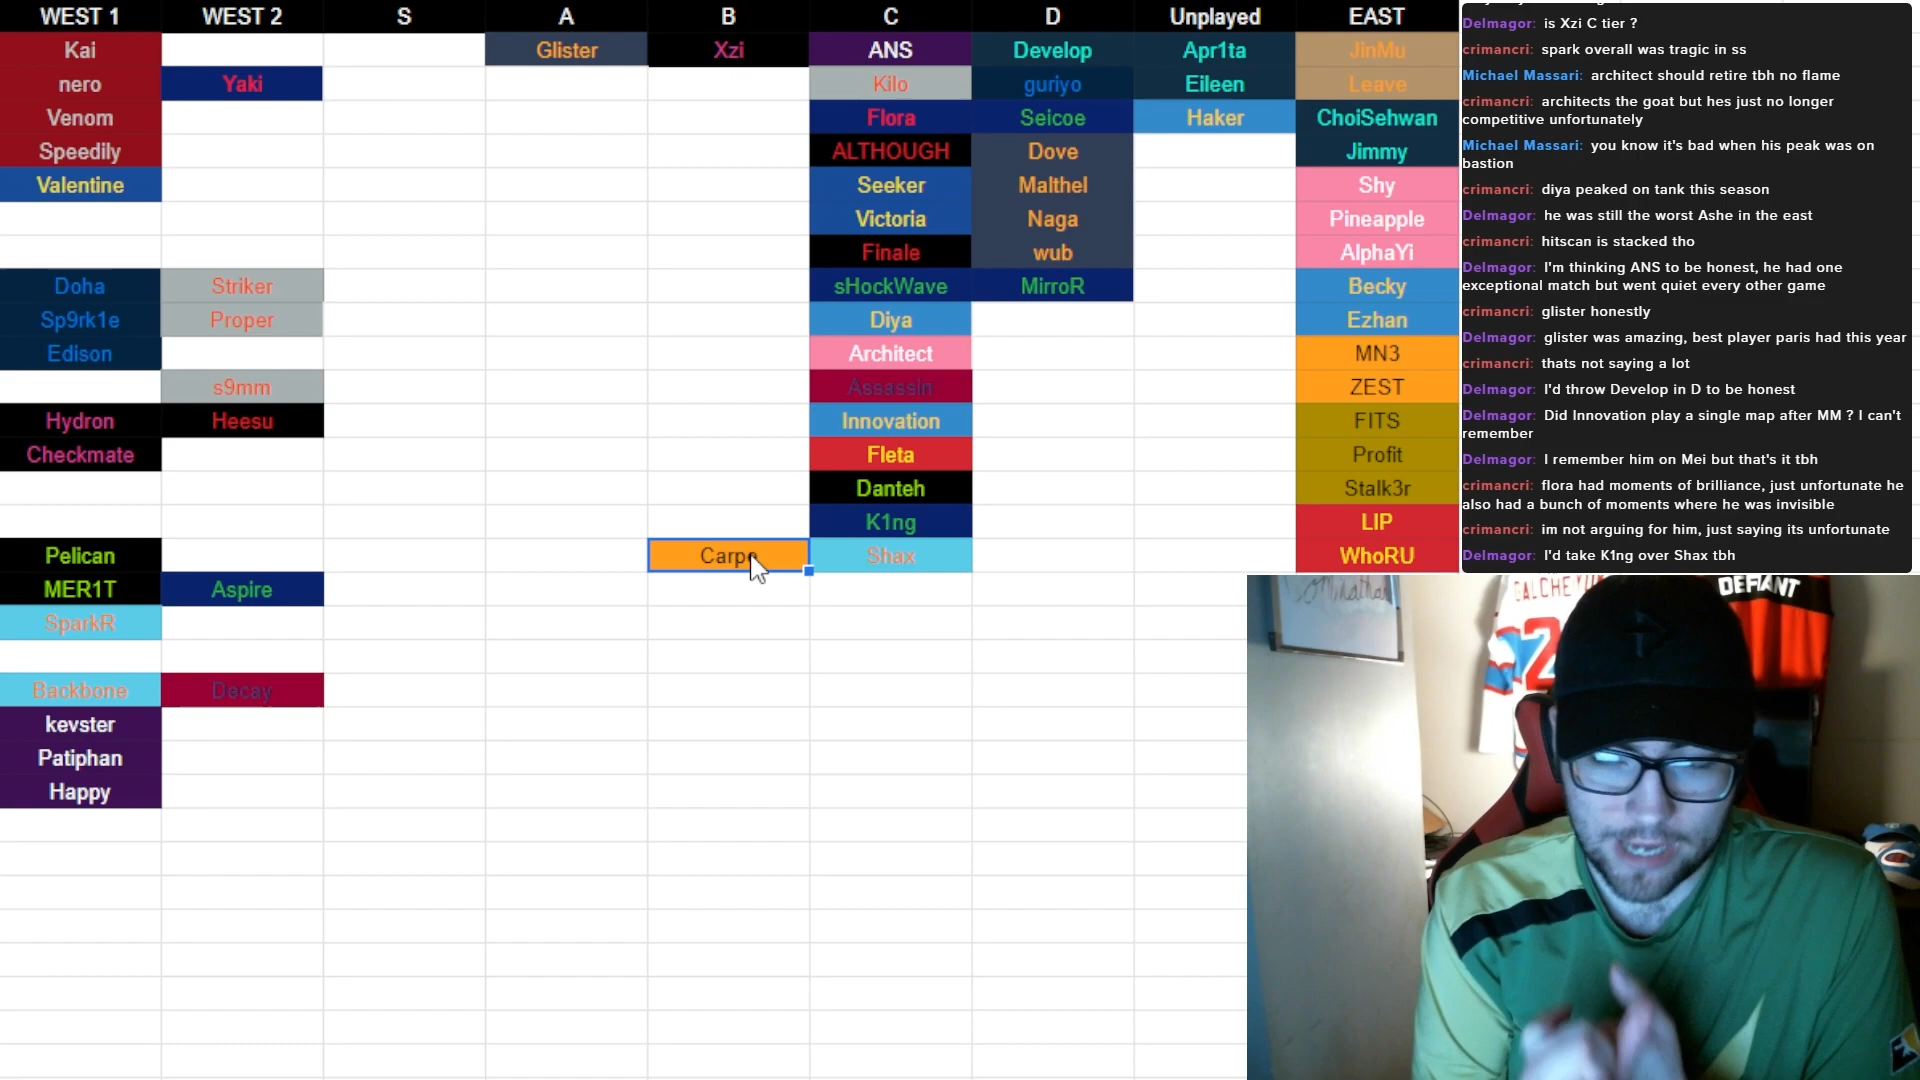 WEST 1 WEST 2 S A B C D Unplayed EAST
Kai Glister Xzi ANS Develop Apr1ta JinMu
nero Yaki Kilo guriyo Eileen Leave
Venom Flora Seicoe Haker ChoiSehwan
Speedily ALTHOUGH Dove Jimmy
Valentine Seeker Malthel Shy
Victoria Naga Pineapple
Finale wub AlphaYi
Doha Striker sHockWave MirroR Becky
Sp9rk1e Proper Diya Ezhan
Edison Architect MN3
s9mm Assassin ZEST
Hydron Heesu Innovation FITS
Checkmate Fleta Profit
Danteh Stalk3r
K1ng LIP
Pelican Carpe Shax WhoRU
MER1T Aspire
SparkR
Backbone Decay
kevster
Patiphan
Happy
Delmagor: is Xzi C tier ?
crimancri: spark overall was tragic in ss
Michael Massari: architect should retire tbh no flame
crimancri: architects the goat but hes just no longer
competitive unfortunately
Michael Massari: you know it's bad when his peak was on
bastion
crimancri: diya peaked on tank this season
Delmagor: he was still the worst Ashe in the east
crimancri: hitscan is stacked tho
Delmagor: I'm thinking ANS to be honest, he had one
exceptional match but went quiet every other game
crimancri: glister honestly
Delmagor: glister was amazing, best player paris had this year
crimancri: thats not saying a lot
Delmagor: I'd throw Develop in D to be honest
Delmagor: Did Innovation play a single map after MM ? I can't
remember
Delmagor: I remember him on Mei but that's it tbh
crimancri: flora had moments of brilliance, just unfortunate he
also had a bunch of moments where he was invisible
crimancri: im not arguing for him, just saying its unfortunate
Delmagor: I'd take K1ng over Shax tbh
DEFIANT
2